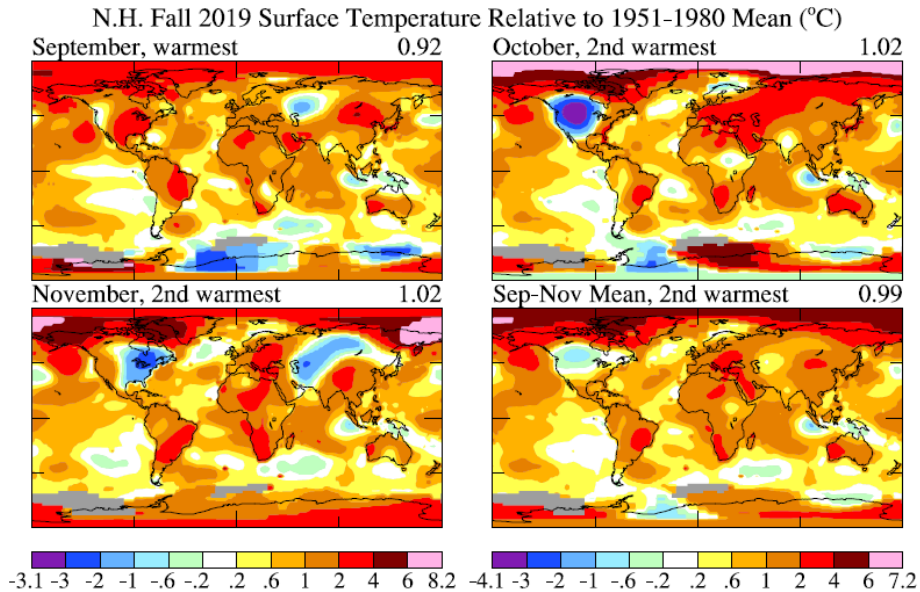 N.H. Fall 2019 Surface Temperature Relative to 1951-1980 Mean (°C)
September, warmest 0.92
October, 2nd warmest 1.02
November, 2nd warmest 1.02
Sep-Nov Mean, 2nd warmest 0.99
-3.1 -3 -2 -1 -.6 -.2 .2 .6 1 2 4 6 8.2
-4.1 -3 -2 -1 -.6 -.2 .2 .6 1 2 4 6 7.2